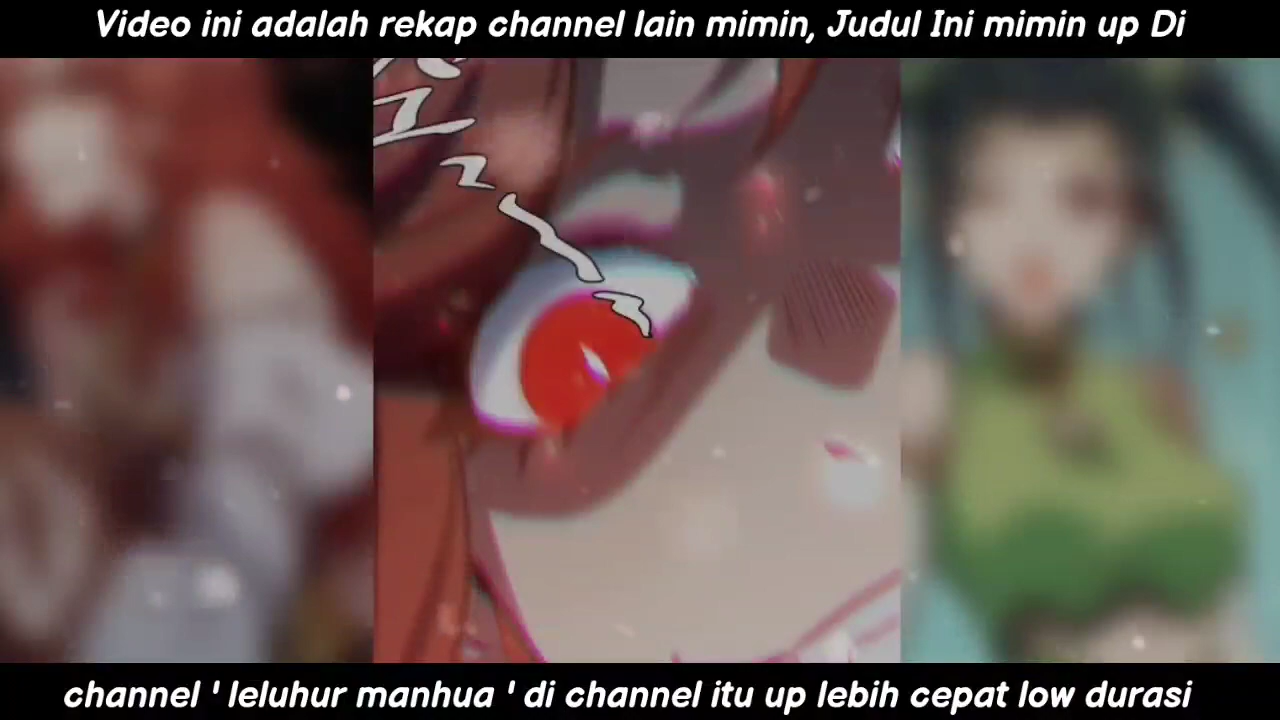 Video ini adalah rekap channel lain mimin, Judul Ini mimin up Di
channel ' leluhur manhua ' di channel itu up lebih cepat low durasi